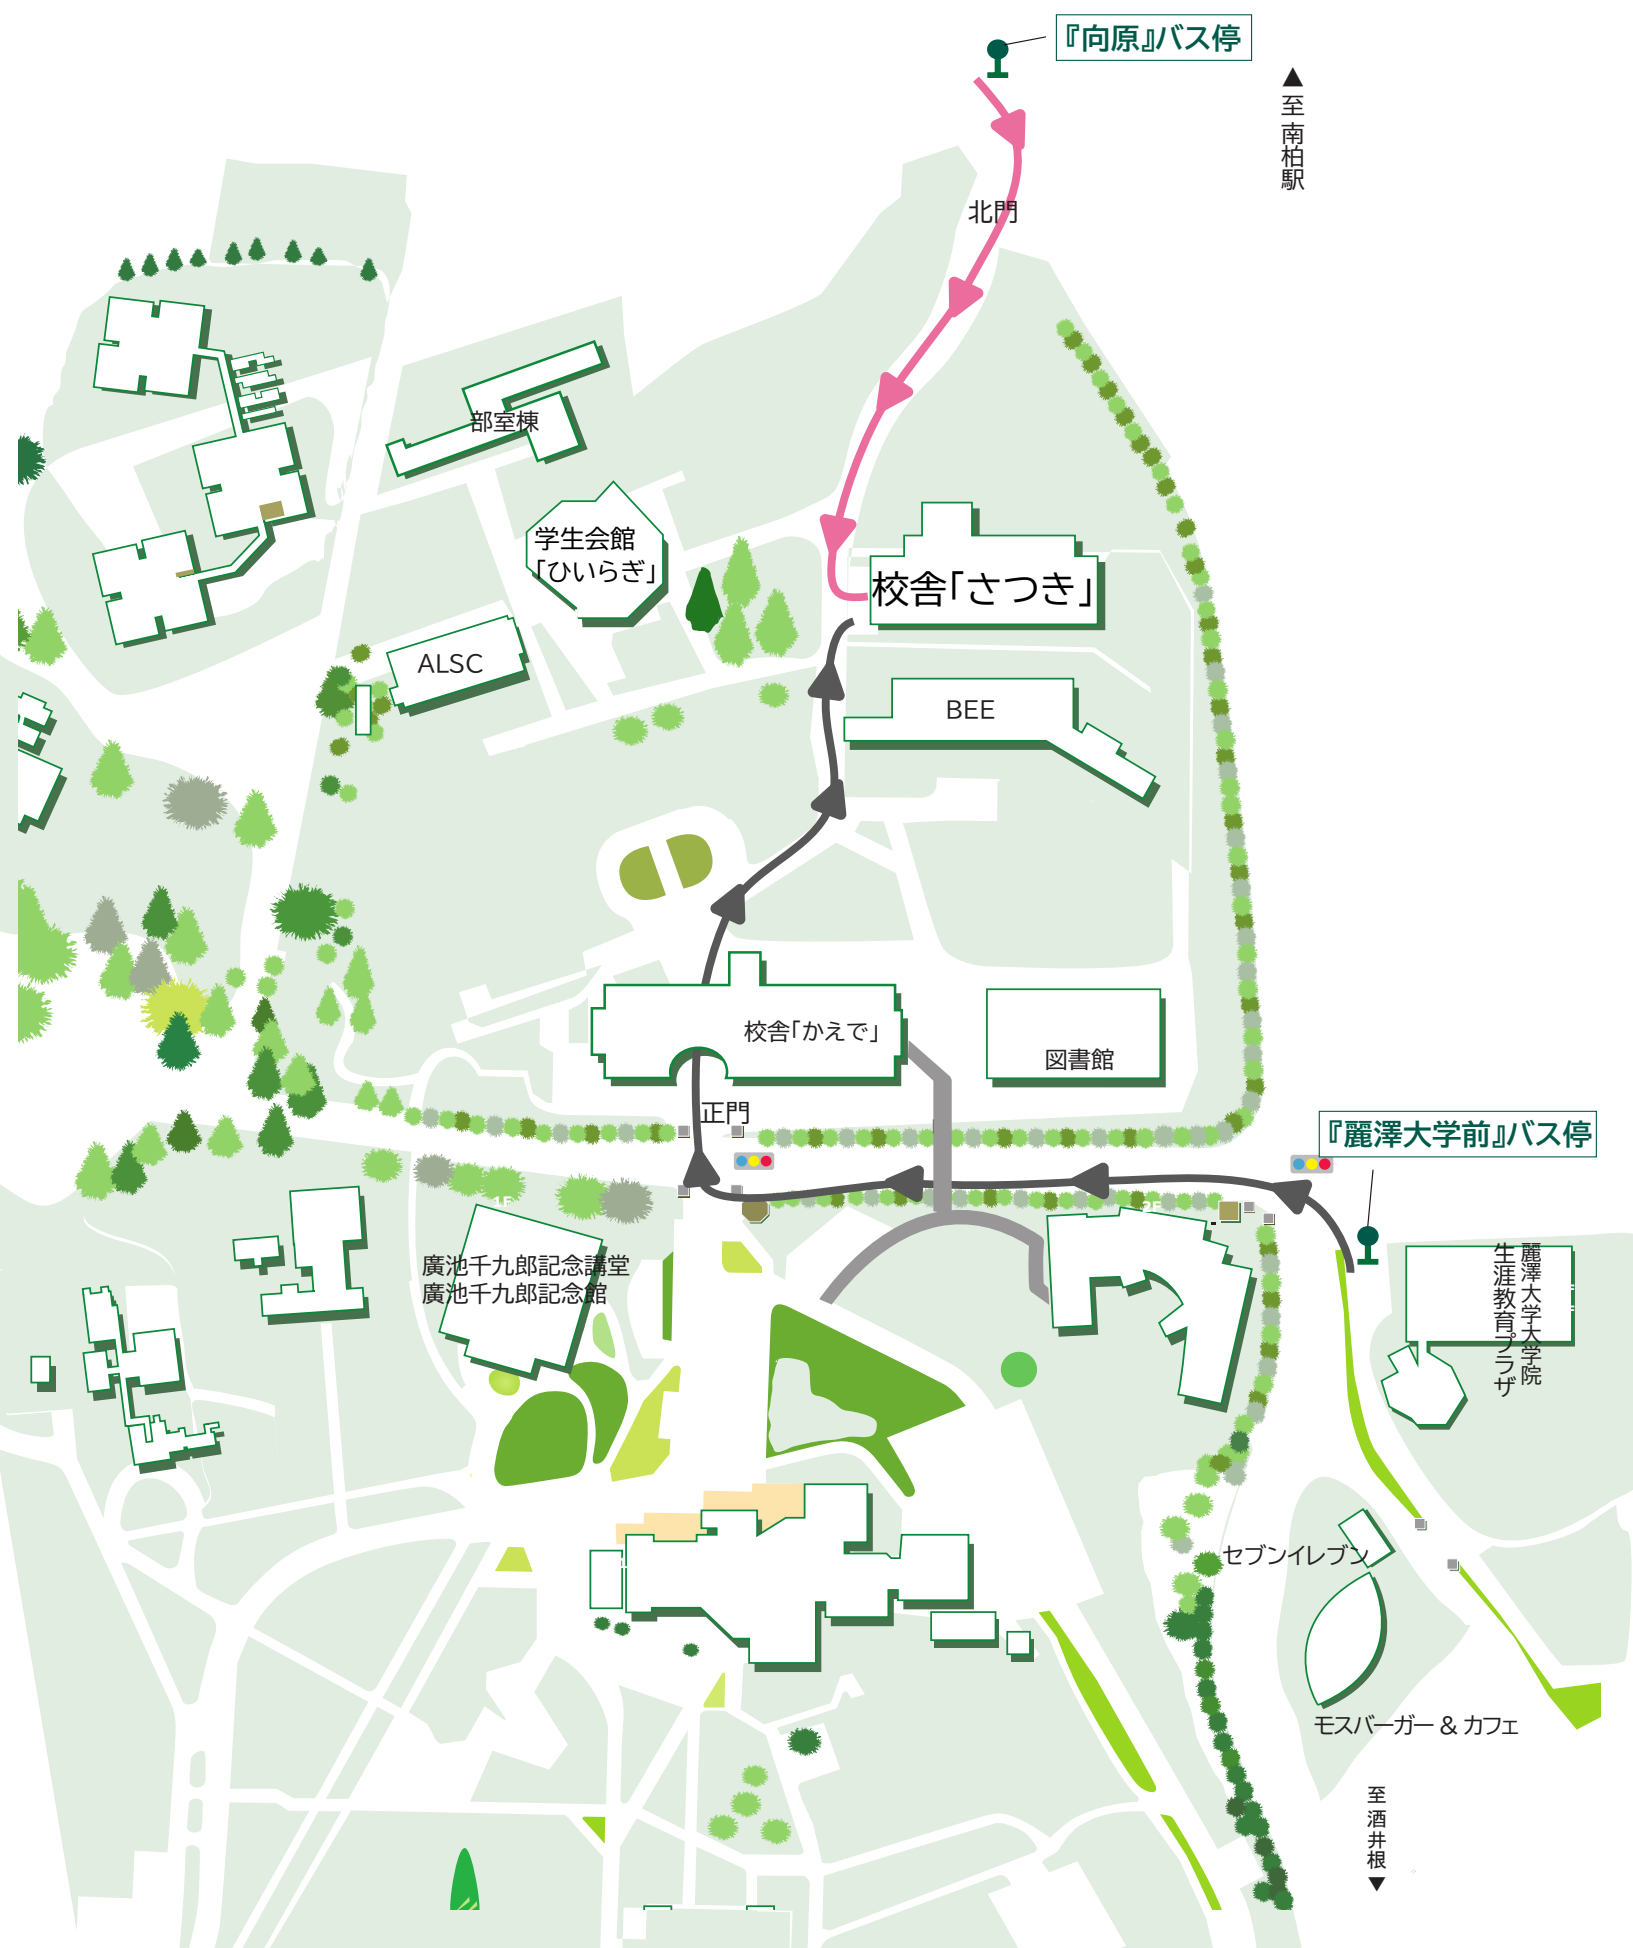 『向原』バス停
▲至 南柏駅
北門
部室棟
学生会館
「ひいらぎ」
校舎「さつき」
ALSC
BEE
校舎「かえで」
図書館
正門
『麗澤大学前』バス停
廣池千九郎記念講堂
廣池千九郎記念館
麗澤大学大学院
生涯教育プラザ
セブンイレブン
モスバーガー & カフェ
至 酒井根▼